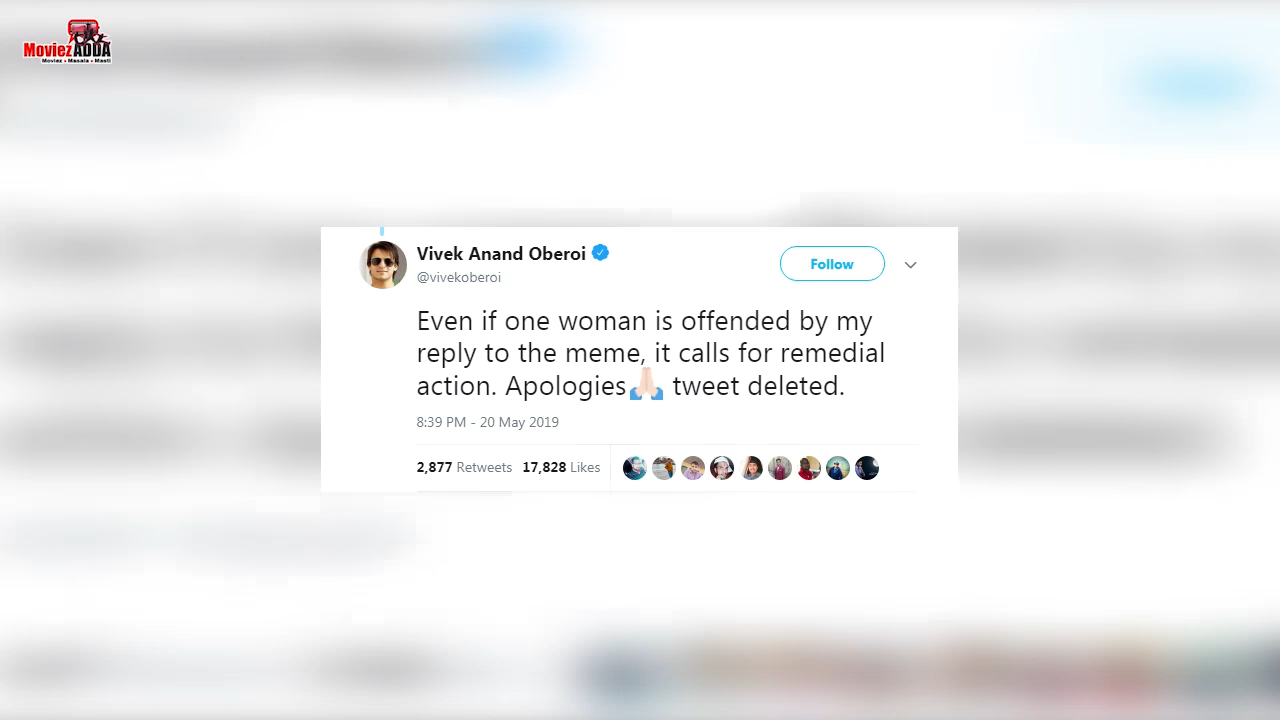 MoviezADDA
Moviez • Masala • Masti
Vivek Anand Oberoi
@vivekoberoi
Follow
Even if one woman is offended by my
reply to the meme, it calls for remedial
action. Apologies🙏🏻 tweet deleted.
8:39 PM - 20 May 2019
2,877 Retweets 17,828 Likes